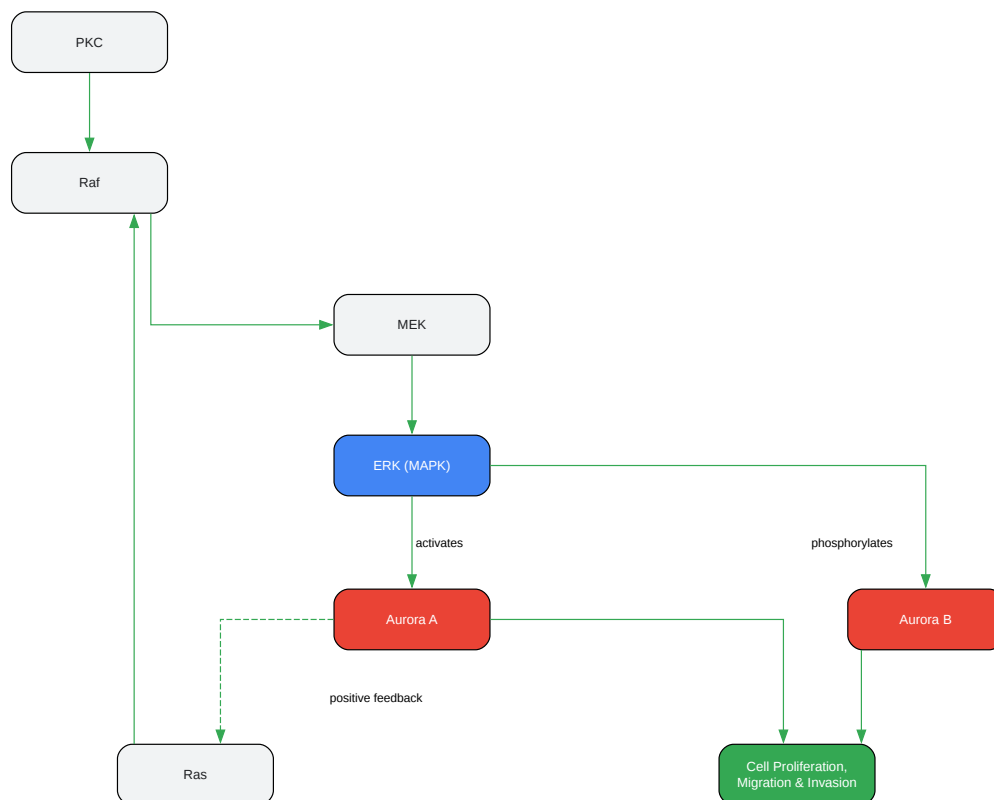 PKC
Raf
MEK
ERK (MAPK)
activates
phosphorylates
Aurora A
Aurora B
positive feedback
Ras
Cell Proliferation,
Migration & Invasion